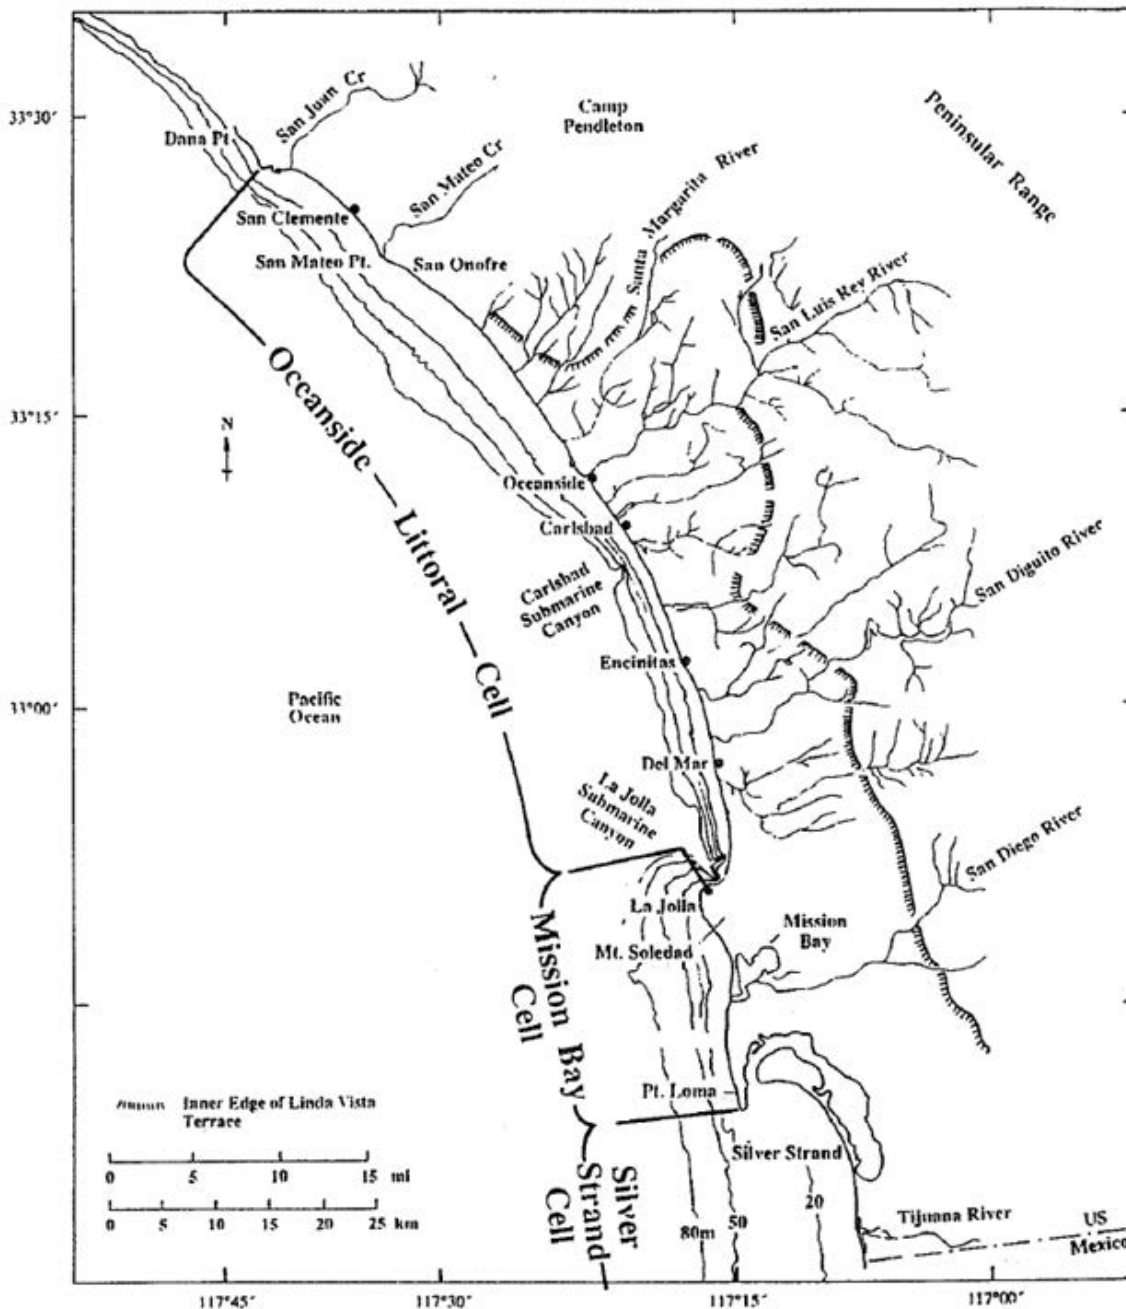 33°30′
33°15′
33°00′
Dana Pt
San Juan Cr
Camp
Pendleton
Peninsular Range
San Mateo Cr
Santa Margarita River
San Clemente
San Mateo Pt.
San Onofre
San Luis Rey River
N
Oceanside Littoral Cell
Oceanside
Carlsbad
Carlsbad
Submarine
Canyon
San Diguito River
Encinitas
Pacific
Ocean
Del Mar
La Jolla
Submarine
Canyon
San Diego River
La Jolla
Mission
Bay
Mt. Soledad
Mission Bay
Cell
Pt. Loma
Inner Edge of Linda Vista
Terrace
0 5 10 15 mi
0 5 10 15 20 25 km
Silver
Strand
Cell
Silver Strand
80m 50 20
Tijuana River
US
Mexico
117°45′ 117°30′ 117°15′ 117°00′